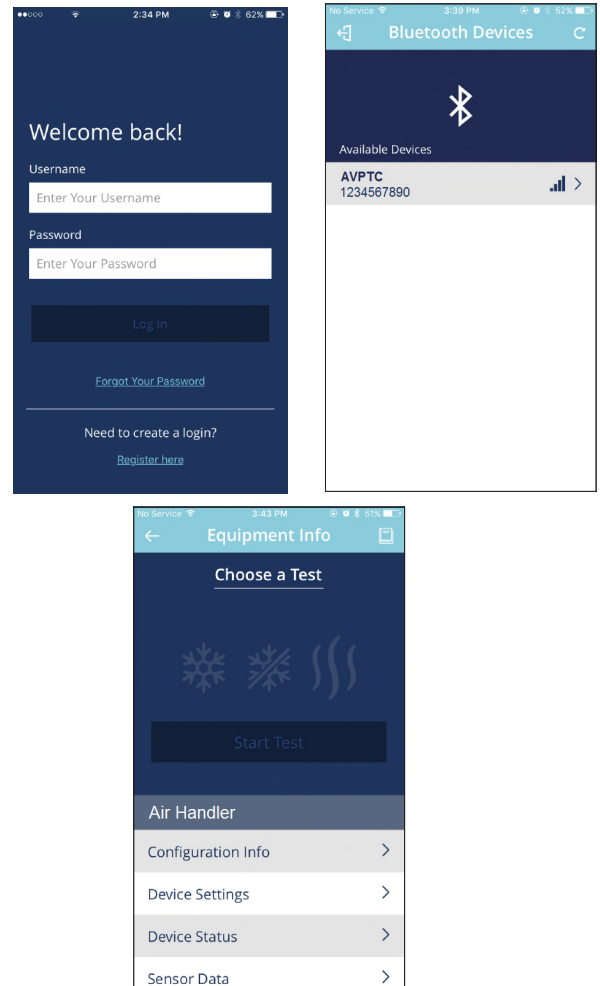 2:34 PM
62%
Welcome back!
Username
Enter Your Username
Password
Enter Your Password
Log in
Forgot Your Password
Need to create a login?
Register here
No Service
3:39 PM
52%
Bluetooth Devices
Available Devices
AVPTC
1234567890
No Service
3:43 PM
51%
Equipment Info
Choose a Test
Start Test
Air Handler
Configuration Info
Device Settings
Device Status
Sensor Data